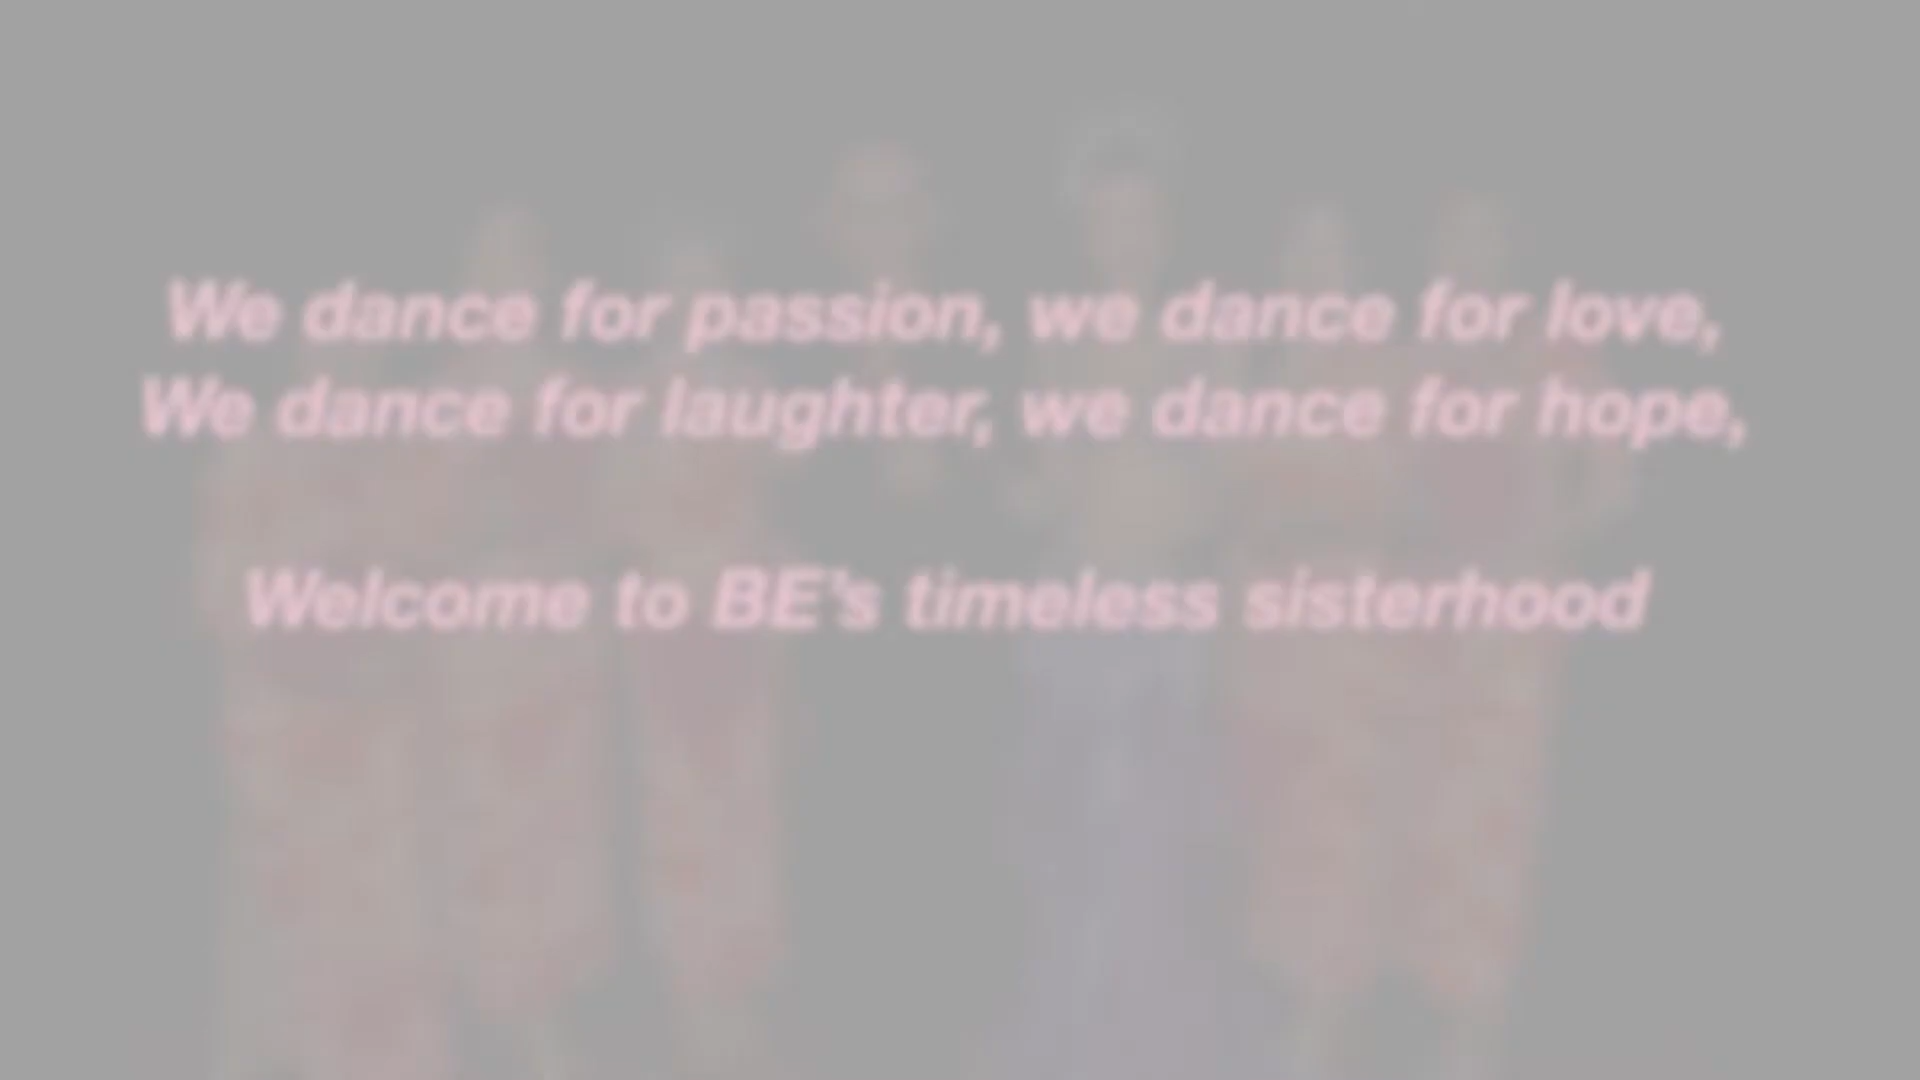 We dance for passion, we dance for love,
We dance for laughter, we dance for hope,
Welcome to BE's timeless sisterhood